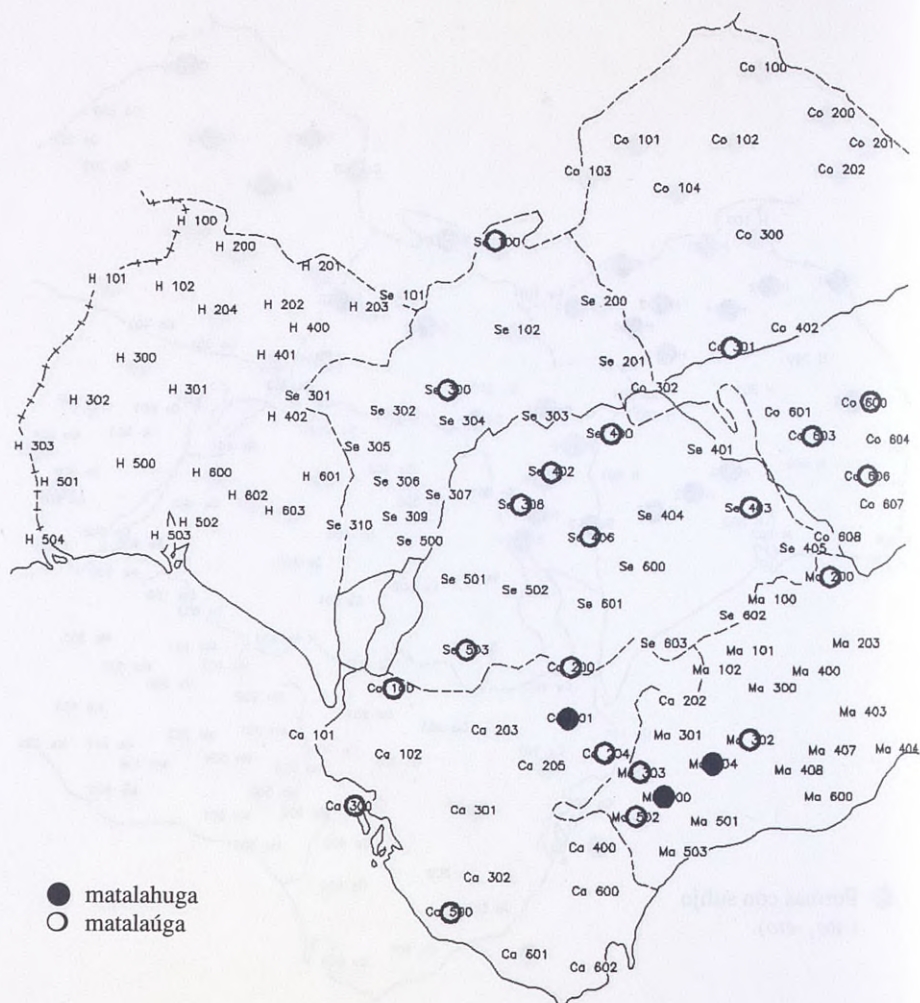 Co 100
Co 200
Co 101
Co 102
Co 201
Co 103
Co 202
Co 104
H 100
Co 300
H 200
Se 100
H 201
H 101
H 102
Se 101
Se 200
H 202
H 203
H 204
H 400
Se 102
Co 402
H 300
H 401
Co 301
Se 201
H 301
Se 301
Se 300
Ca 302
H 302
Se 302
Se 303
Co 601
Co 600
H 402
Se 304
Se 400
Co 603
Co 604
H 303
Se 305
Se 401
H 500
H 600
H 601
Se 306
Se 402
Co 606
H 501
H 602
Se 307
Se 308
Se 404
Se 403
Co 607
H 502
H 603
Se 310
Se 309
H 504
H 503
Se 500
Se 406
Co 608
Se 405
Se 501
Se 502
Se 600
Ma 200
Se 601
Ma 100
Se 602
Se 503
Se 603
Ma 101
Ma 203
Ca 200
Ma 102
Ma 400
Ca 100
Ma 300
Ca 202
Ca 101
Ca 203
Ca 201
Ma 301
Ma 302
Ma 403
Ca 102
Ca 204
Ma 407
Ma 404
Ca 205
Ma 303
Ma 304
Ma 408
Ca 300
Ca 301
Ma 500
Ma 600
Ma 502
Ma 501
Ca 400
Ma 503
Ca 302
Ca 600
matalahuga
matalaúga
Ca 500
Ca 601
Ca 602